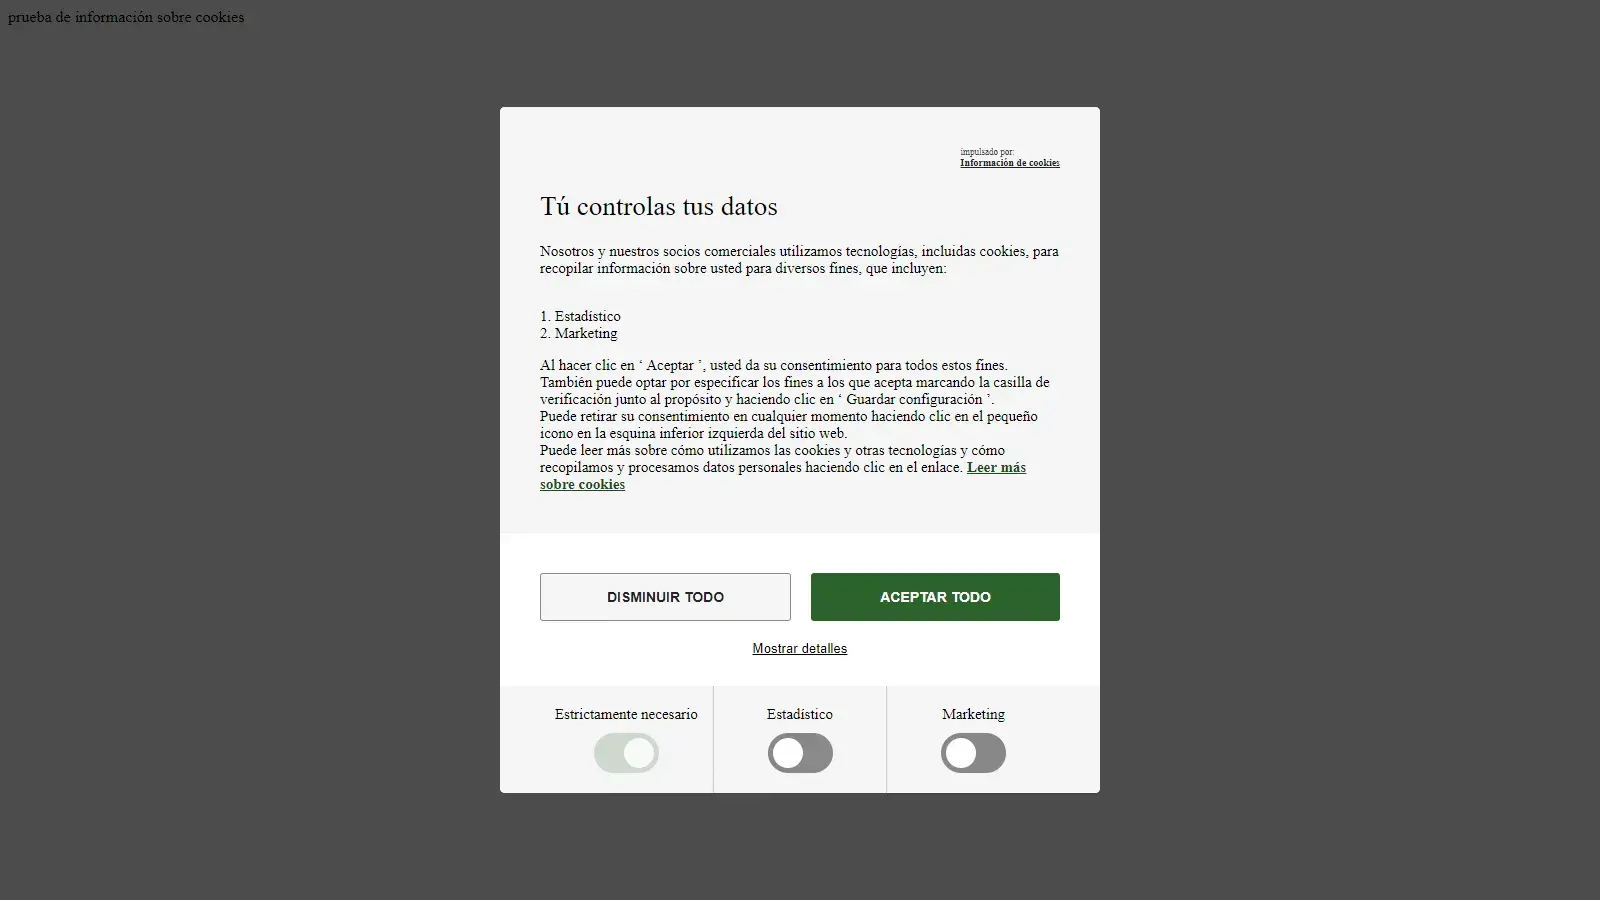 prueba de información sobre cookies
impulsado por:
Información de cookies
Tú controlas tus datos
Nosotros y nuestros socios comerciales utilizamos tecnologías, incluidas cookies, para
recopilar información sobre usted para diversos fines, que incluyen:
1. Estadístico
2. Marketing
Al hacer clic en ‘ Aceptar ’, usted da su consentimiento para todos estos fines.
También puede optar por especificar los fines a los que acepta marcando la casilla de
verificación junto al propósito y haciendo clic en ‘ Guardar configuración ’.
Puede retirar su consentimiento en cualquier momento haciendo clic en el pequeño
icono en la esquina inferior izquierda del sitio web.
Puede leer más sobre cómo utilizamos las cookies y otras tecnologías y cómo
recopilamos y procesamos datos personales haciendo clic en el enlace. Leer más
sobre cookies
DISMINUIR TODO
ACEPTAR TODO
Mostrar detalles
Estrictamente necesario
Estadístico
Marketing